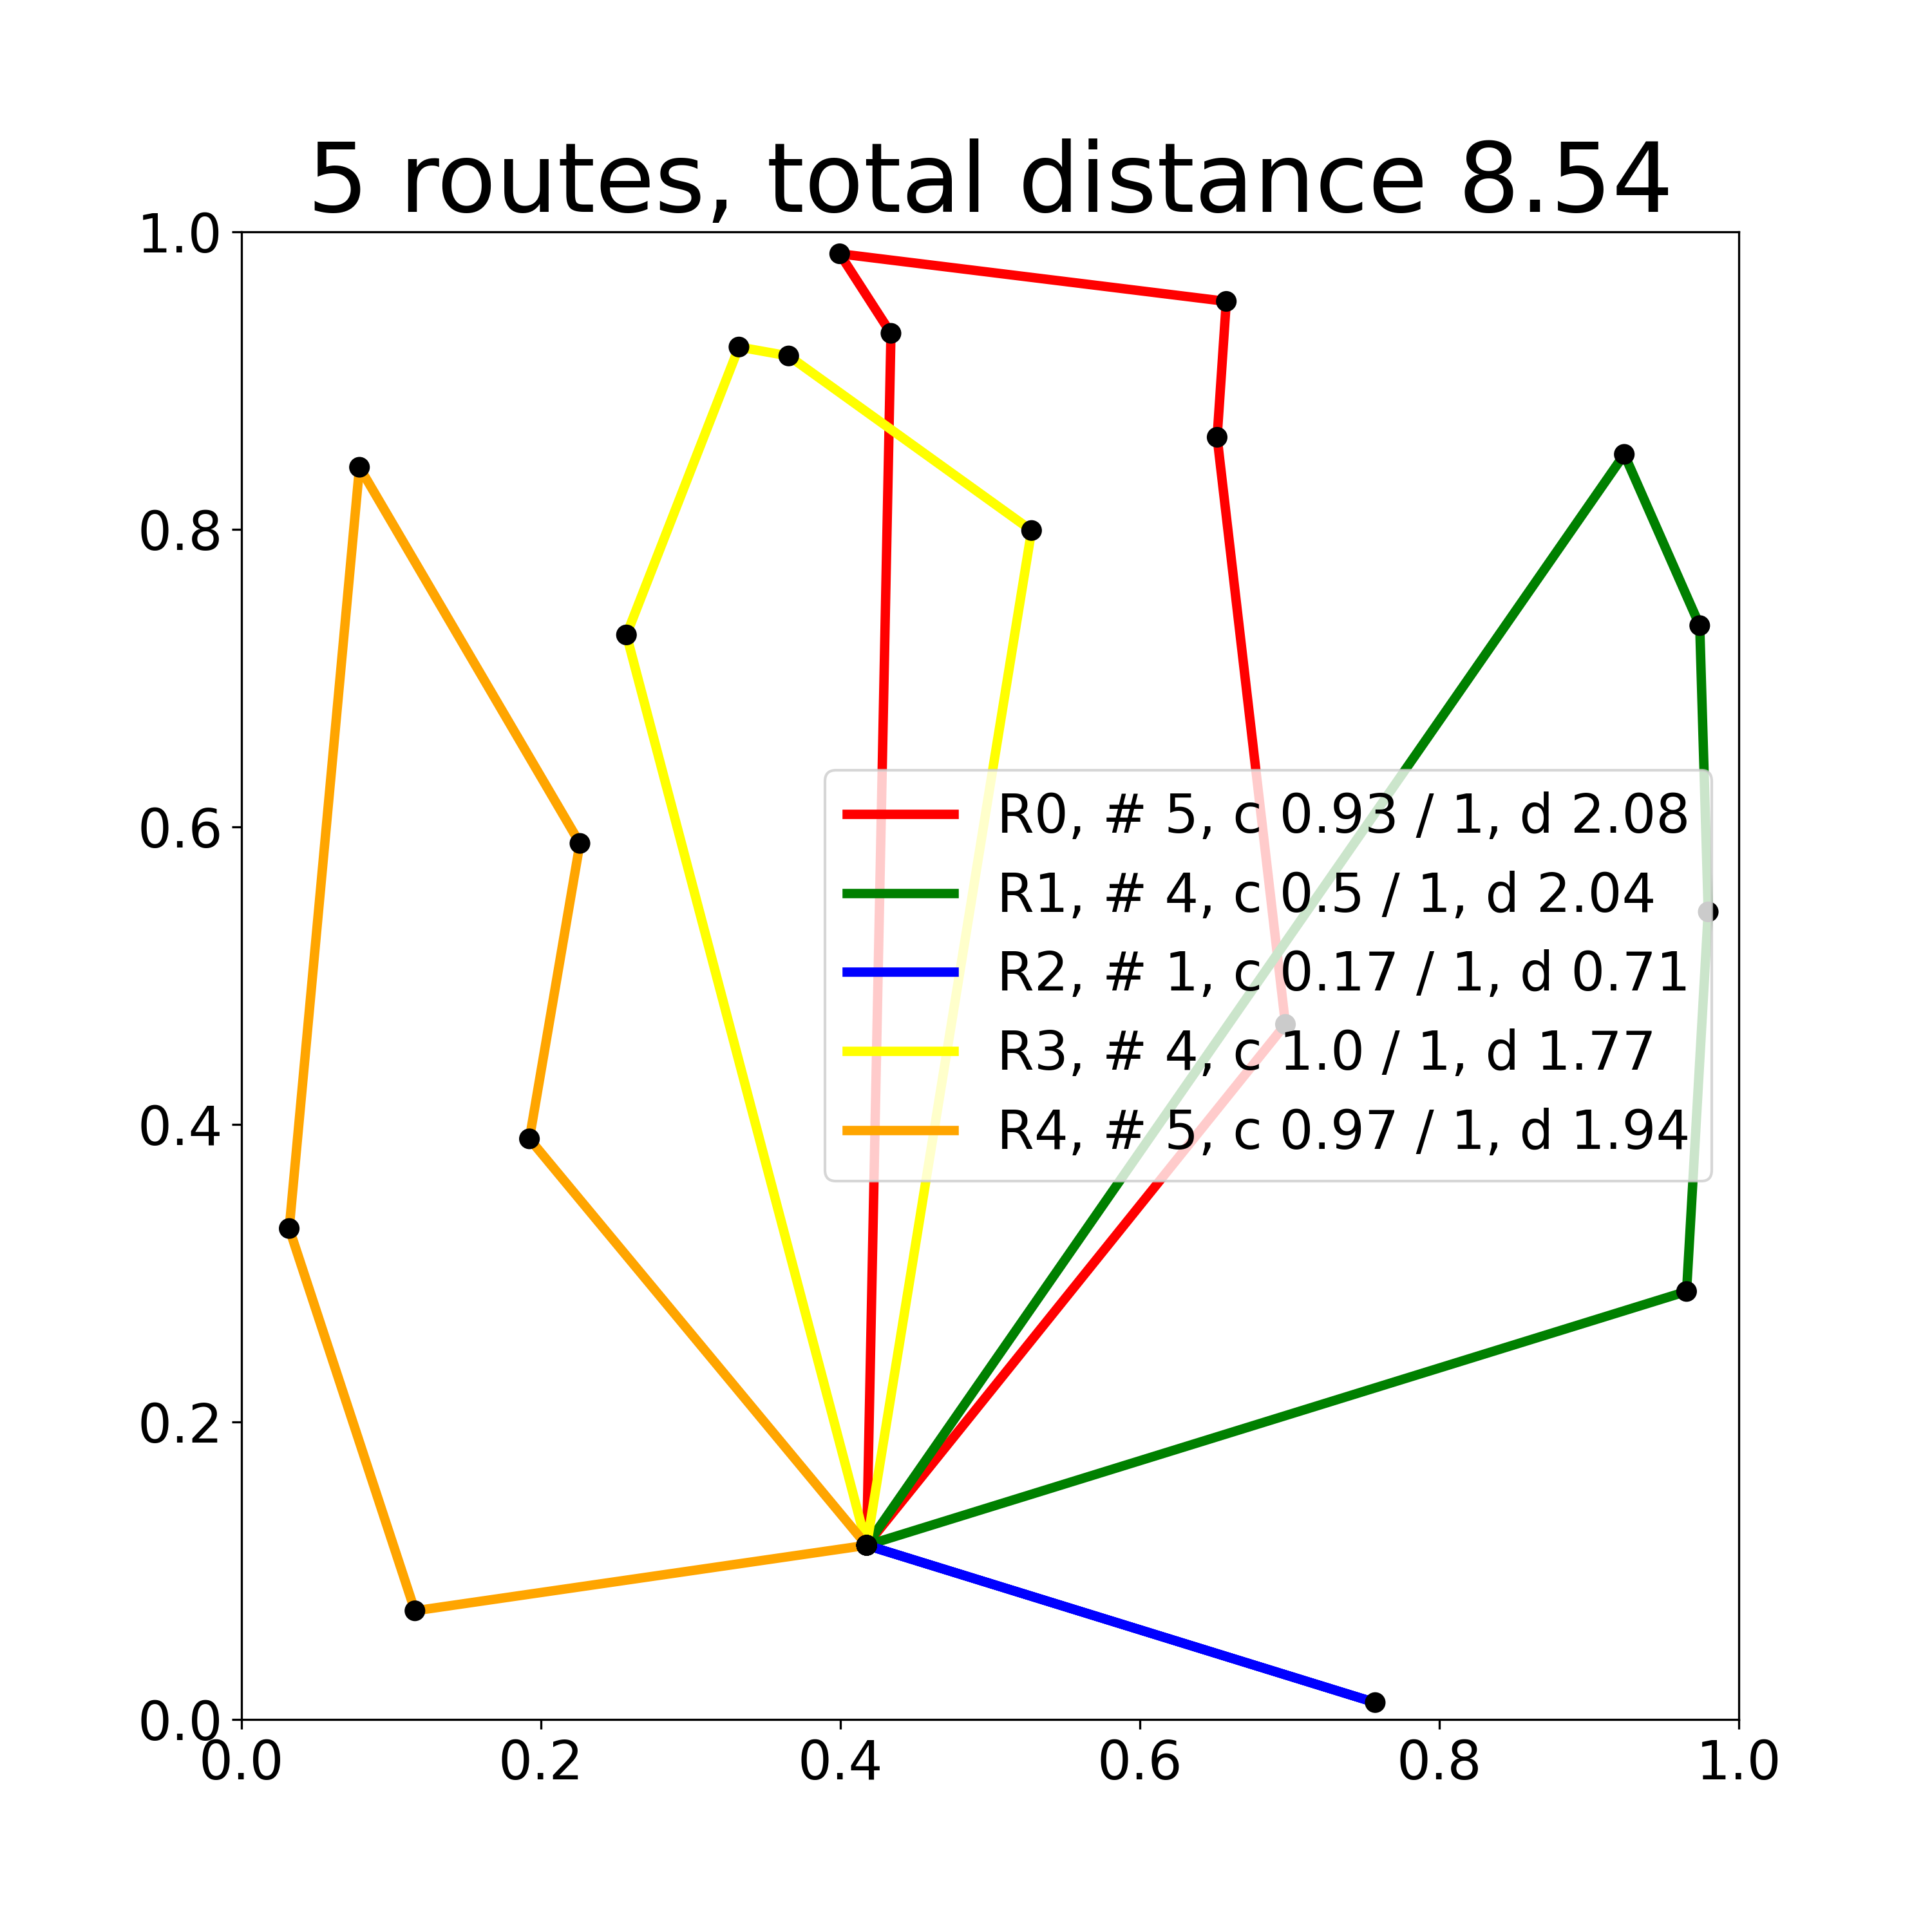 5 routes, total distance 8.54
1.0
0.8
0.6
0.4
0.2
0.0
R0, # 5, c 0.93 / 1, d 2.08
R1, # 4, c 0.5 / 1, d 2.04
R2, # 1, c 0.17 / 1, d 0.71
R3, # 4, c 1.0 / 1, d 1.77
R4, # 5, c 0.97 / 1, d 1.94
0.0 0.2 0.4 0.6 0.8 1.0